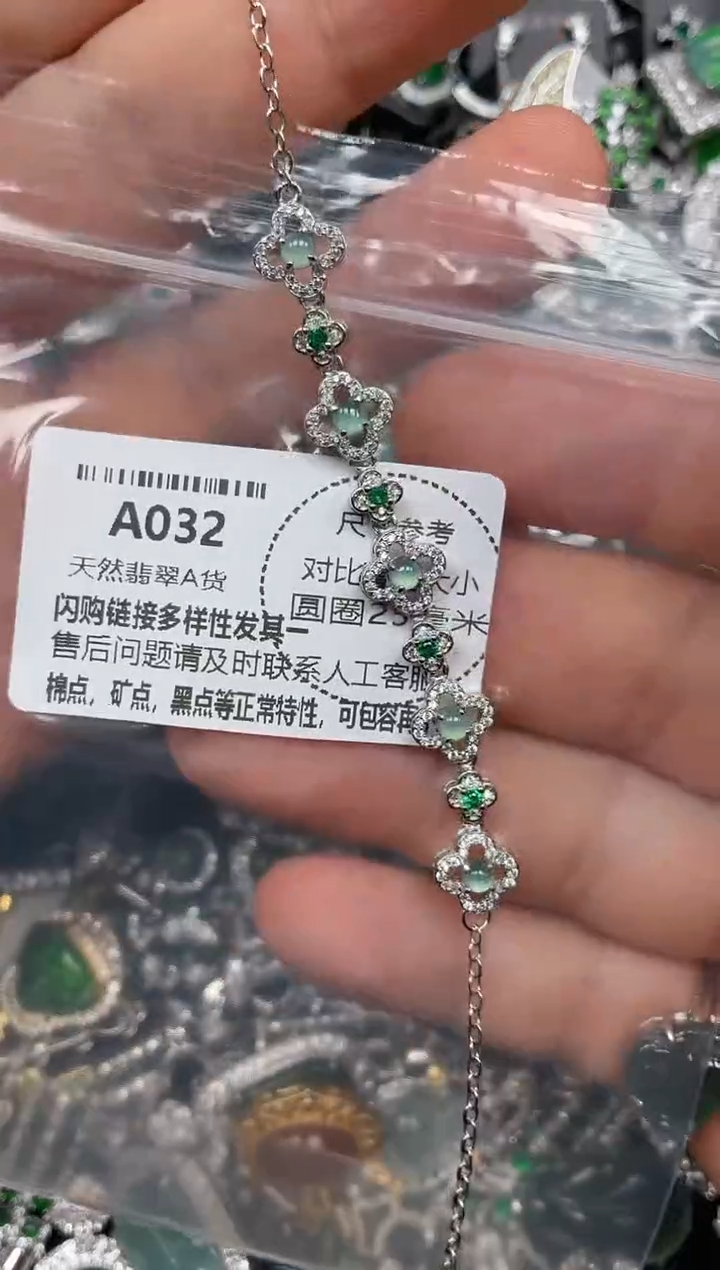 A032
天然翡翠A货
闪购链接多样性发其一
售后问题请及时联系人工客服
棉点，矿点，黑点等正常特性，可包容再
尺 参考
对比 大小
圆圈25毫米